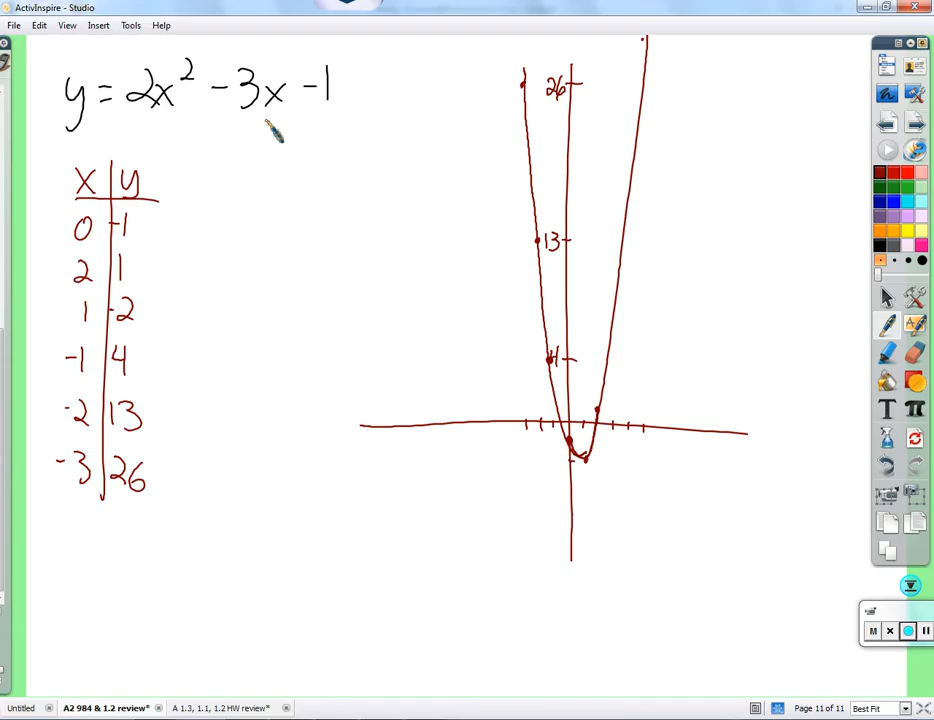 ActivInspire - Studio
File Edit View Insert Tools Help
y = 2x² - 3x - 1
x y
0 -1
2 1
1 -2
-1 4
-2 13
-3 26
26
13
4
M
Untitled A2 984 & 1.2 review* A 1.3, 1.1, 1.2 HW review* Page 11 of 11 Best Fit